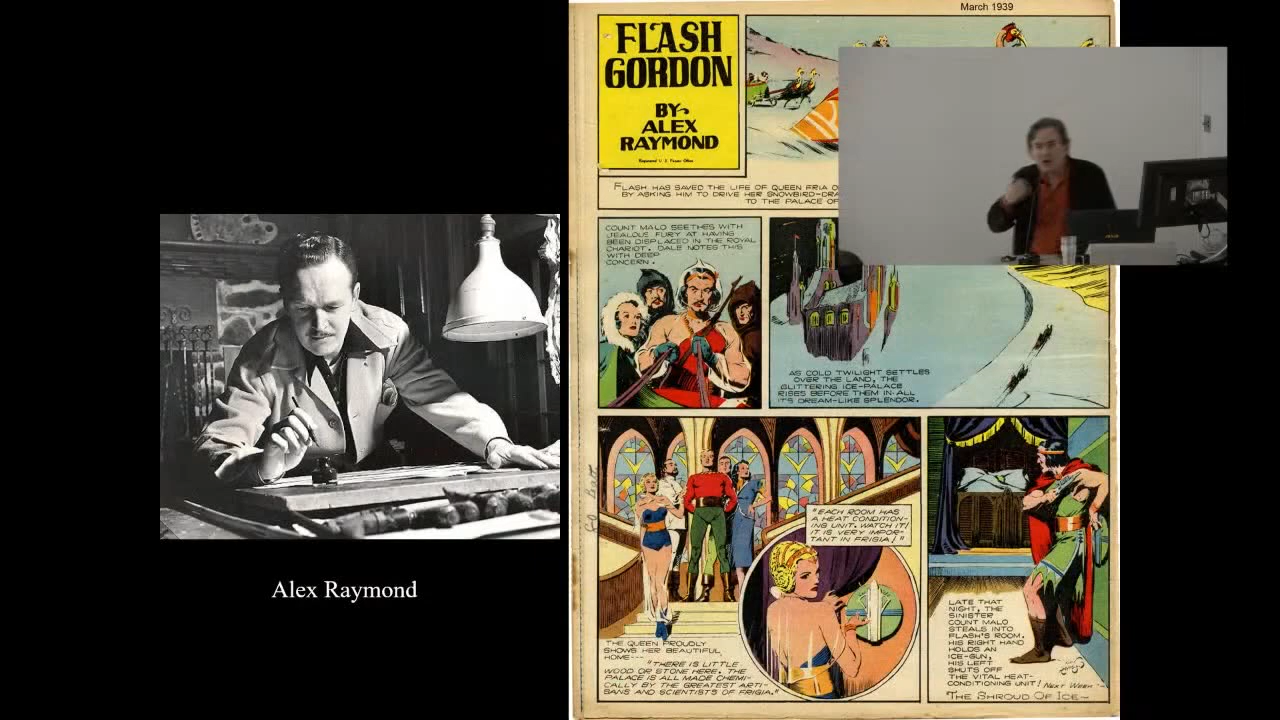 March 1939
FLASH
GORDON
BY
ALEX
RAYMOND
FLASH HAS SAVED THE LIFE OF QUEEN FRIA
BY ASKING HIM TO DRIVE HER SNOWBIRD-DRA
TO THE PALACE OF
COUNT MALO SEETHES WITH
JEALOUS FURY AT HAVING
BEEN DISPLACED IN THE ROYAL
CHARIOT. DALE NOTES THIS
WITH DEEP
CONCERN.
AS COLD TWILIGHT SETTLES
OVER THE LAND, THE
GLITTERING ICE-PALACE
RISES BEFORE THEM IN ALL
IT'S DREAM-LIKE SPLENDOR.
"EACH ROOM HAS
A HEAT CONDITION-
ING UNIT. WATCH IT!
IT IS VERY IMPOR-
TANT IN FRIGIA!"
THE QUEEN PROUDLY
SHOWS HER BEAUTIFUL
HOME---
"THERE IS LITTLE
WOOD OR STONE HERE. THE
PALACE IS ALL MADE CHEMI-
CALLY BY THE GREATEST ARTI-
SANS AND SCIENTISTS OF FRIGIA."
LATE THAT
NIGHT, THE
SINISTER
COUNT MALO
STEALS INTO
FLASH'S ROOM.
HIS RIGHT HAND
HOLDS AN
ICE-GUN,
HIS LEFT
SHUTS OFF
THE VITAL HEAT-
CONDITIONING UNIT!
NEXT WEEK-
"THE SHROUD OF ICE~
Alex Raymond